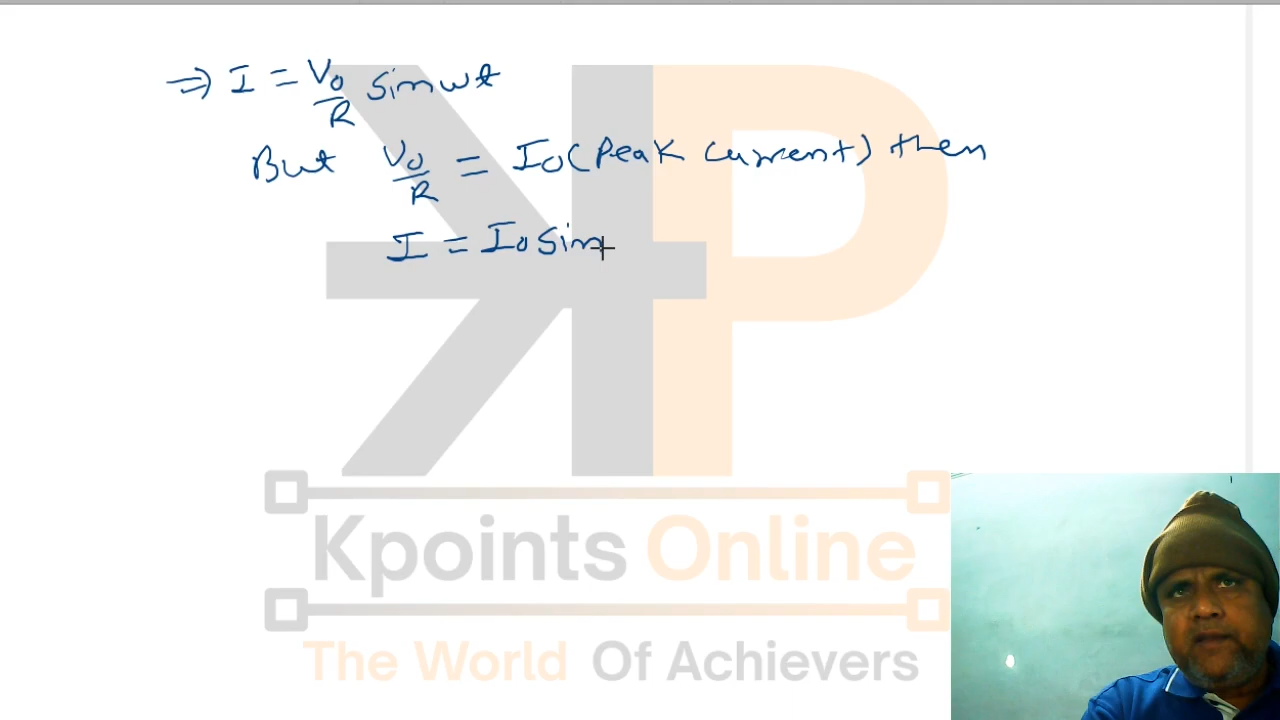 ⇒ I = V₀/R sinωt
But V₀/R = I₀ (Peak current) then
I = I₀ sin
Kpoints Online
The World Of Achievers